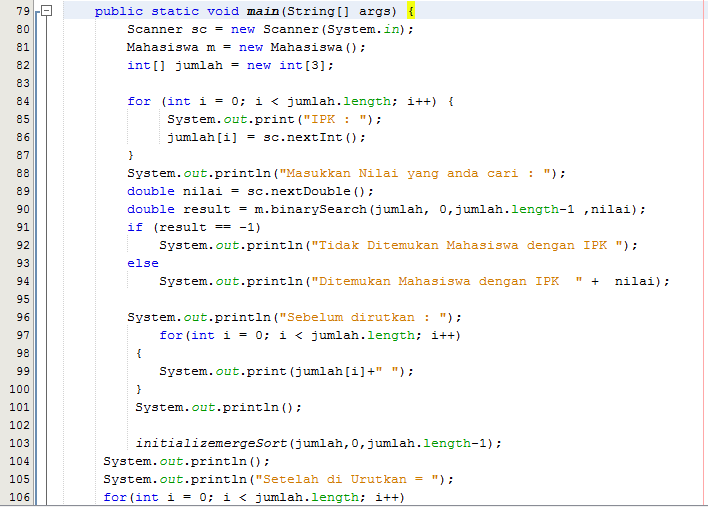 79 public static void main(String[] args) {
80 Scanner sc = new Scanner(System.in);
81 Mahasiswa m = new Mahasiswa();
82 int[] jumlah = new int[3];
83
84 for (int i = 0; i < jumlah.length; i++) {
85 System.out.print("IPK : ");
86 jumlah[i] = sc.nextInt();
87 }
88 System.out.println("Masukkan Nilai yang anda cari : ");
89 double nilai = sc.nextDouble();
90 double result = m.binarySearch(jumlah, 0,jumlah.length-1 ,nilai);
91 if (result == -1)
92 System.out.println("Tidak Ditemukan Mahasiswa dengan IPK ");
93 else
94 System.out.println("Ditemukan Mahasiswa dengan IPK  " +  nilai);
95
96 System.out.println("Sebelum dirutkan : ");
97 for(int i = 0; i < jumlah.length; i++)
98 {
99 System.out.print(jumlah[i]+" ");
100 }
101 System.out.println();
102
103 initializemergeSort(jumlah,0,jumlah.length-1);
104 System.out.println();
105 System.out.println("Setelah di Urutkan = ");
106 for(int i = 0; i < jumlah.length; i++)